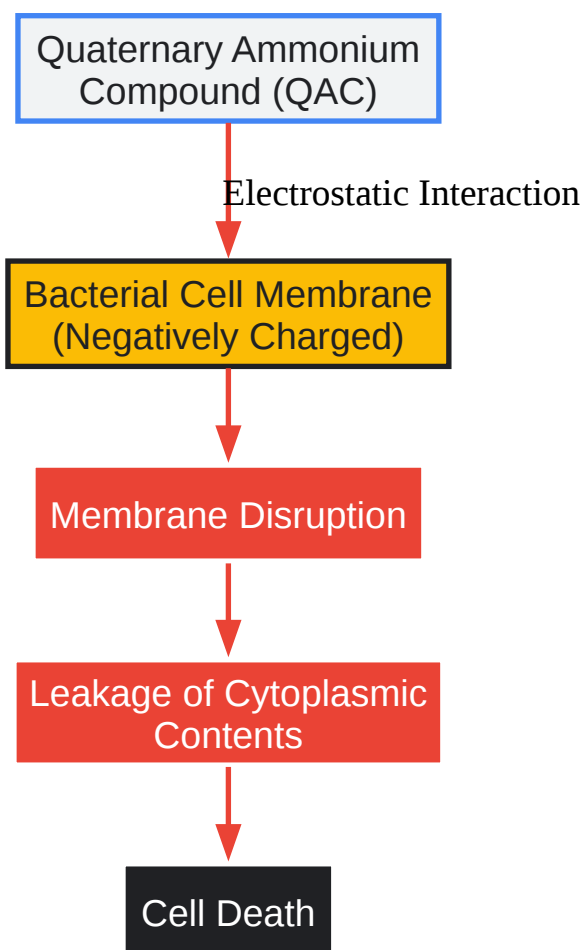 Quaternary Ammonium
Compound (QAC)
Electrostatic Interaction
Bacterial Cell Membrane
(Negatively Charged)
Membrane Disruption
Leakage of Cytoplasmic
Contents
Cell Death